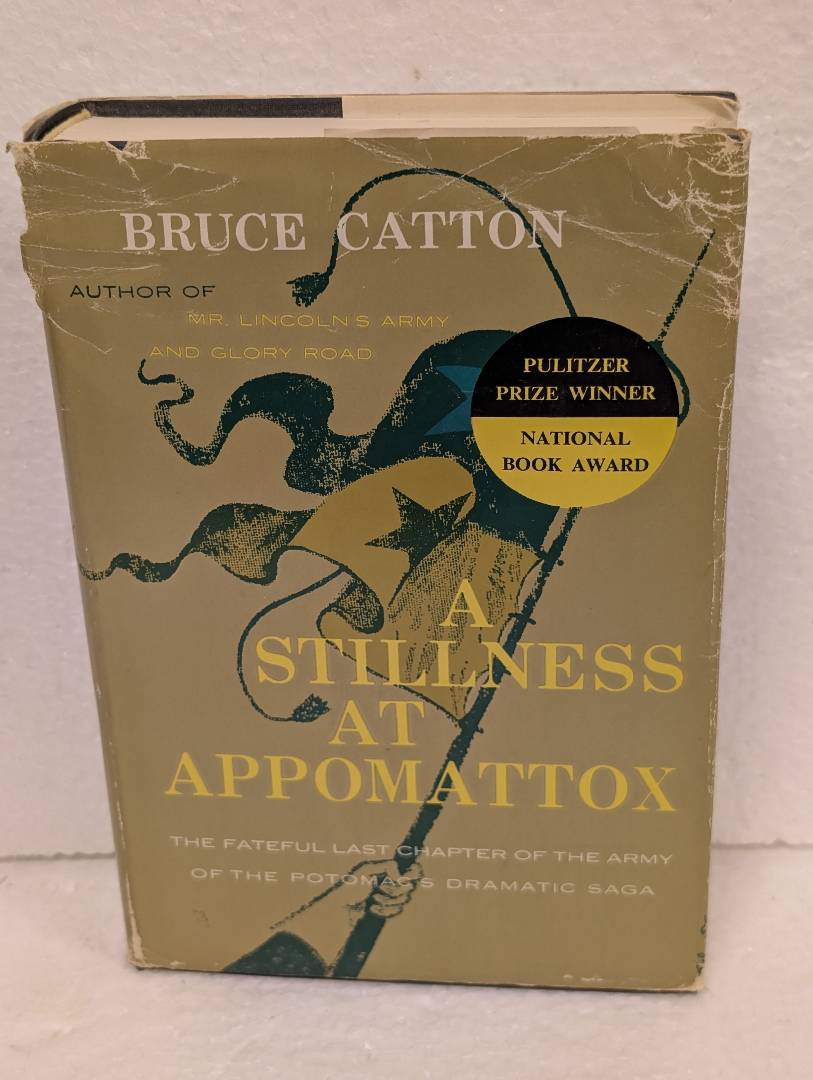 BRUCE CATTON
AUTHOR OF
MR. LINCOLN'S ARMY
AND GLORY ROAD
PULITZER
PRIZE WINNER
NATIONAL
BOOK AWARD
A
STILLNESS
AT
APPOMATTOX
THE FATEFUL LAST CHAPTER OF THE ARMY
OF THE POTOMAC'S DRAMATIC SAGA